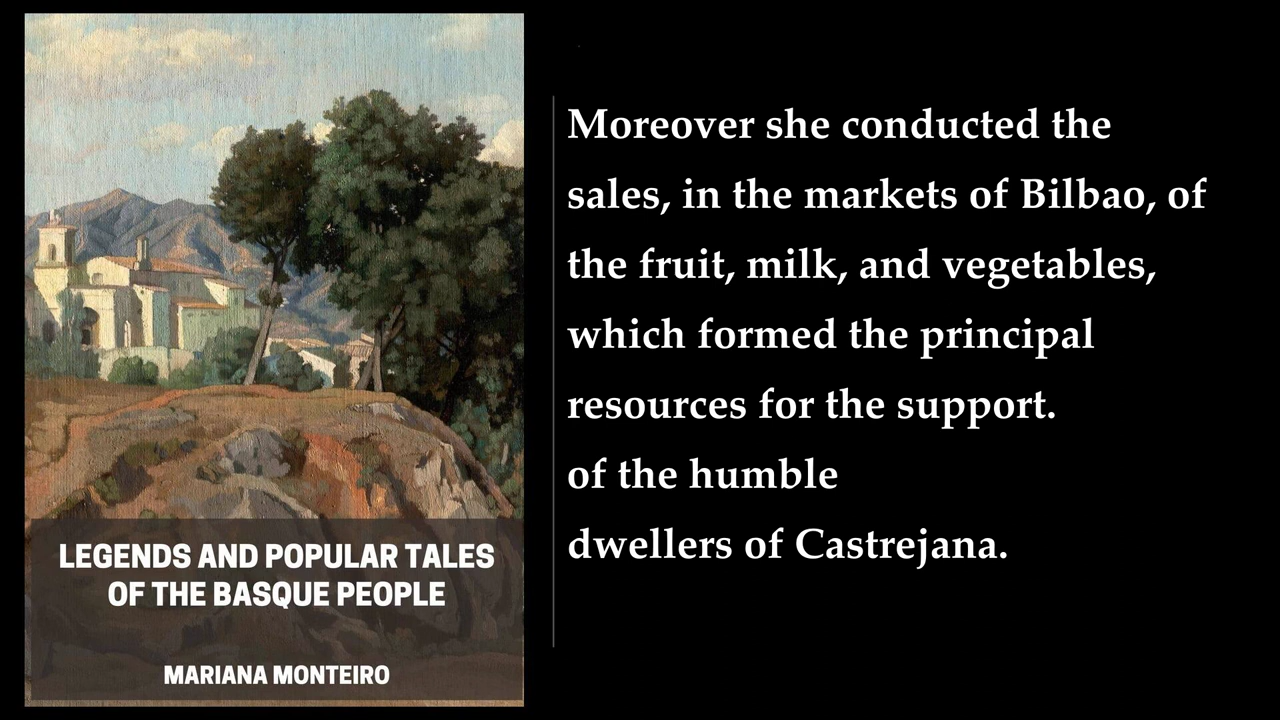 Moreover she conducted the
sales, in the markets of Bilbao, of
the fruit, milk, and vegetables,
which formed the principal
resources for the support.
of the humble
dwellers of Castrejana.
LEGENDS AND POPULAR TALES
OF THE BASQUE PEOPLE
MARIANA MONTEIRO